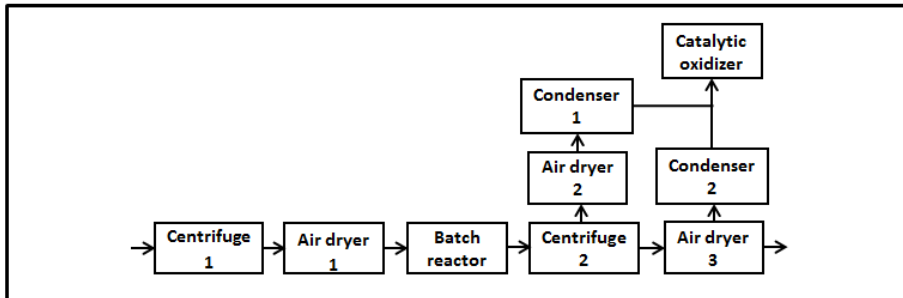 Catalytic
oxidizer
Condenser
1
Air dryer
2
Condenser
2
Centrifuge
1
Air dryer
1
Batch
reactor
Centrifuge
2
Air dryer
3